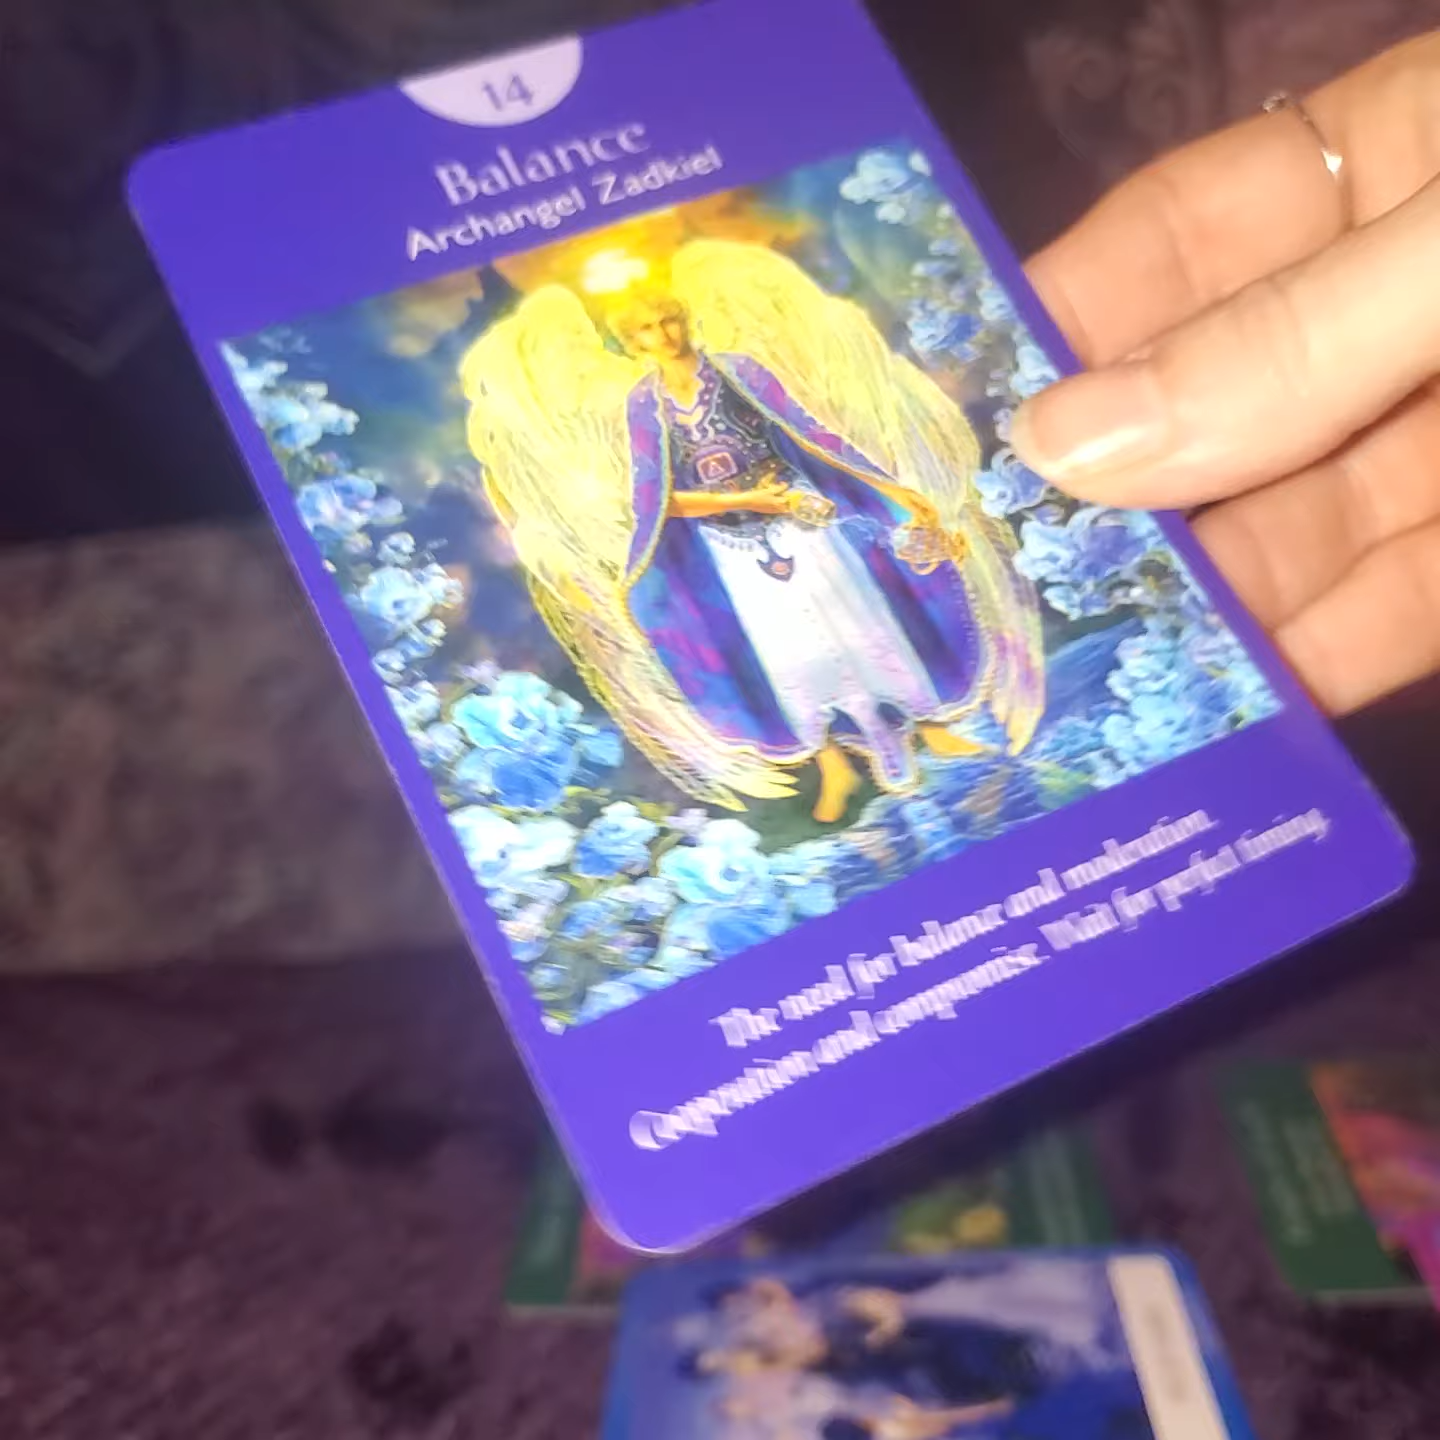 14
Balance
Archangel Zadkiel
The need for balance and moderation.
Cooperation and compromise. Wait for perfect timing.